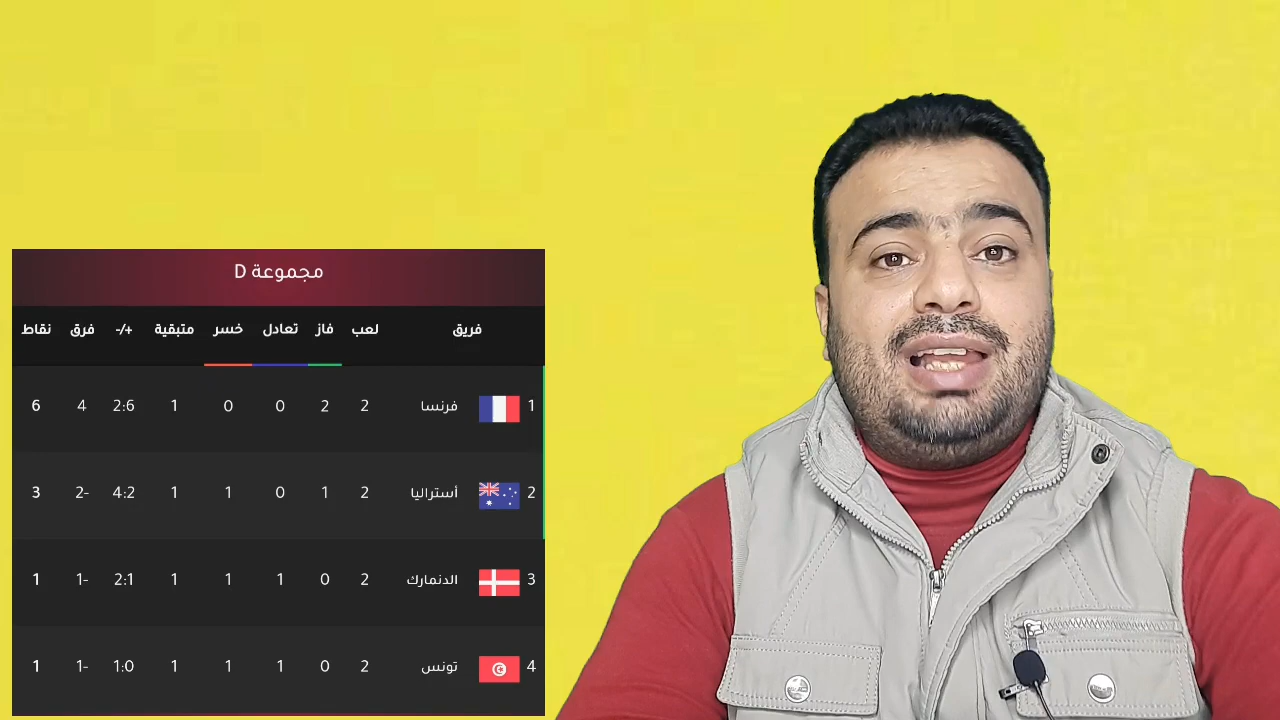 مجموعة D
فريق لعب فاز تعادل خسر متبقية +/- فرق نقاط
1 فرنسا 2 2 0 0 1 2:6 4 6
2 أستراليا 2 1 0 1 1 4:2 2- 3
3 الدنمارك 2 0 1 1 1 2:1 1- 1
4 تونس 2 0 1 1 1 1:0 1- 1